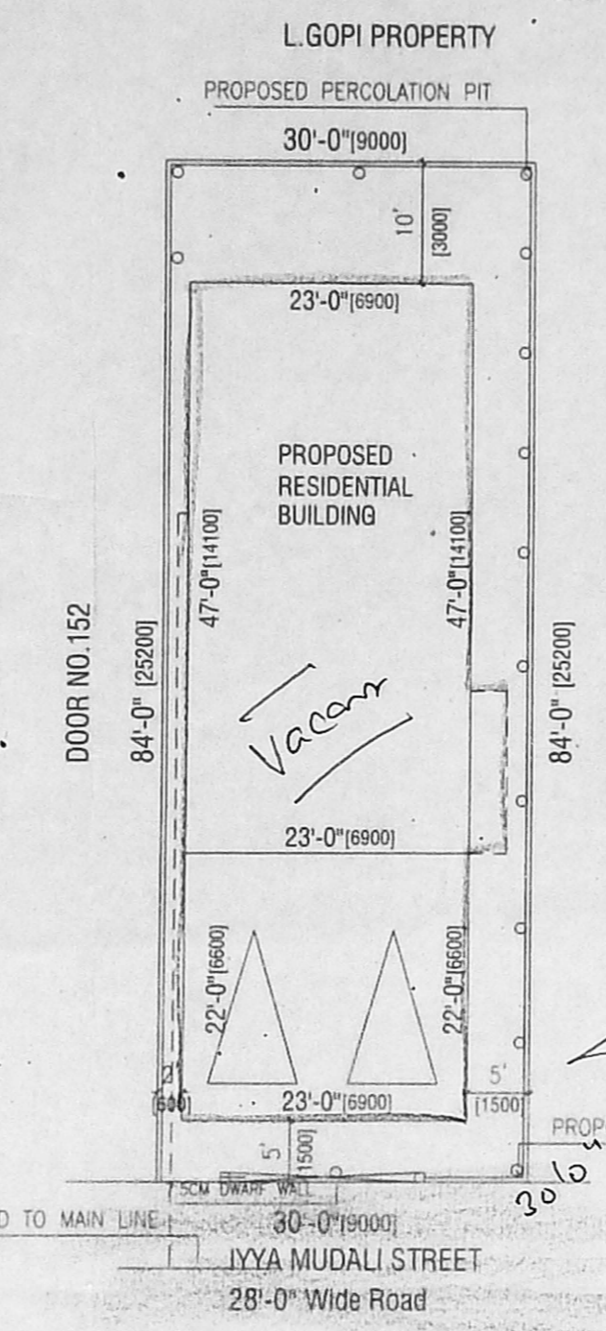 L.GOPI PROPERTY
PROPOSED PERCOLATION PIT
30'-0"[9000]
10'
[3000]
23'-0"[6900]
PROPOSED
RESIDENTIAL
BUILDING
47'-0"[14100]
47'-0"[14100]
DOOR NO.152
84'-0" [25200]
84'-0" [25200]
Vacant
23'-0"[6900]
22'-0"[6600]
22'-0"[6600]
2'
[600]
23'-0"[6900]
5'
[1500]
5'
[1500]
PROP
7.5CM DWARF WALL
D TO MAIN LINE
30'-0"[9000]
IYYA MUDALI STREET
28'-0" Wide Road